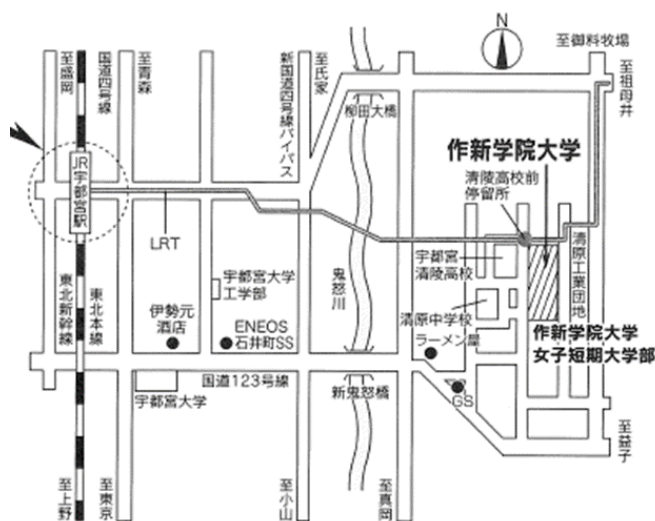 N
至御料牧場
至盛岡
国道四号線
至青森
新国道四号線バイパス
至氏家
至祖母井
柳田大橋
作新学院大学
清陵高校前
停留所
JR宇都宮駅
LRT
宇都宮
清陵高校
清原工業団地
鬼怒川
宇都宮大学
工学部
東北新幹線
東北本線
伊勢元
酒店
ENEOS
石井町SS
清原中学校
ラーメン屋
作新学院大学
女子短期大学部
国道123号線
宇都宮大学
新鬼怒橋
GS
至上野
至東京
至小山
至真岡
至益子